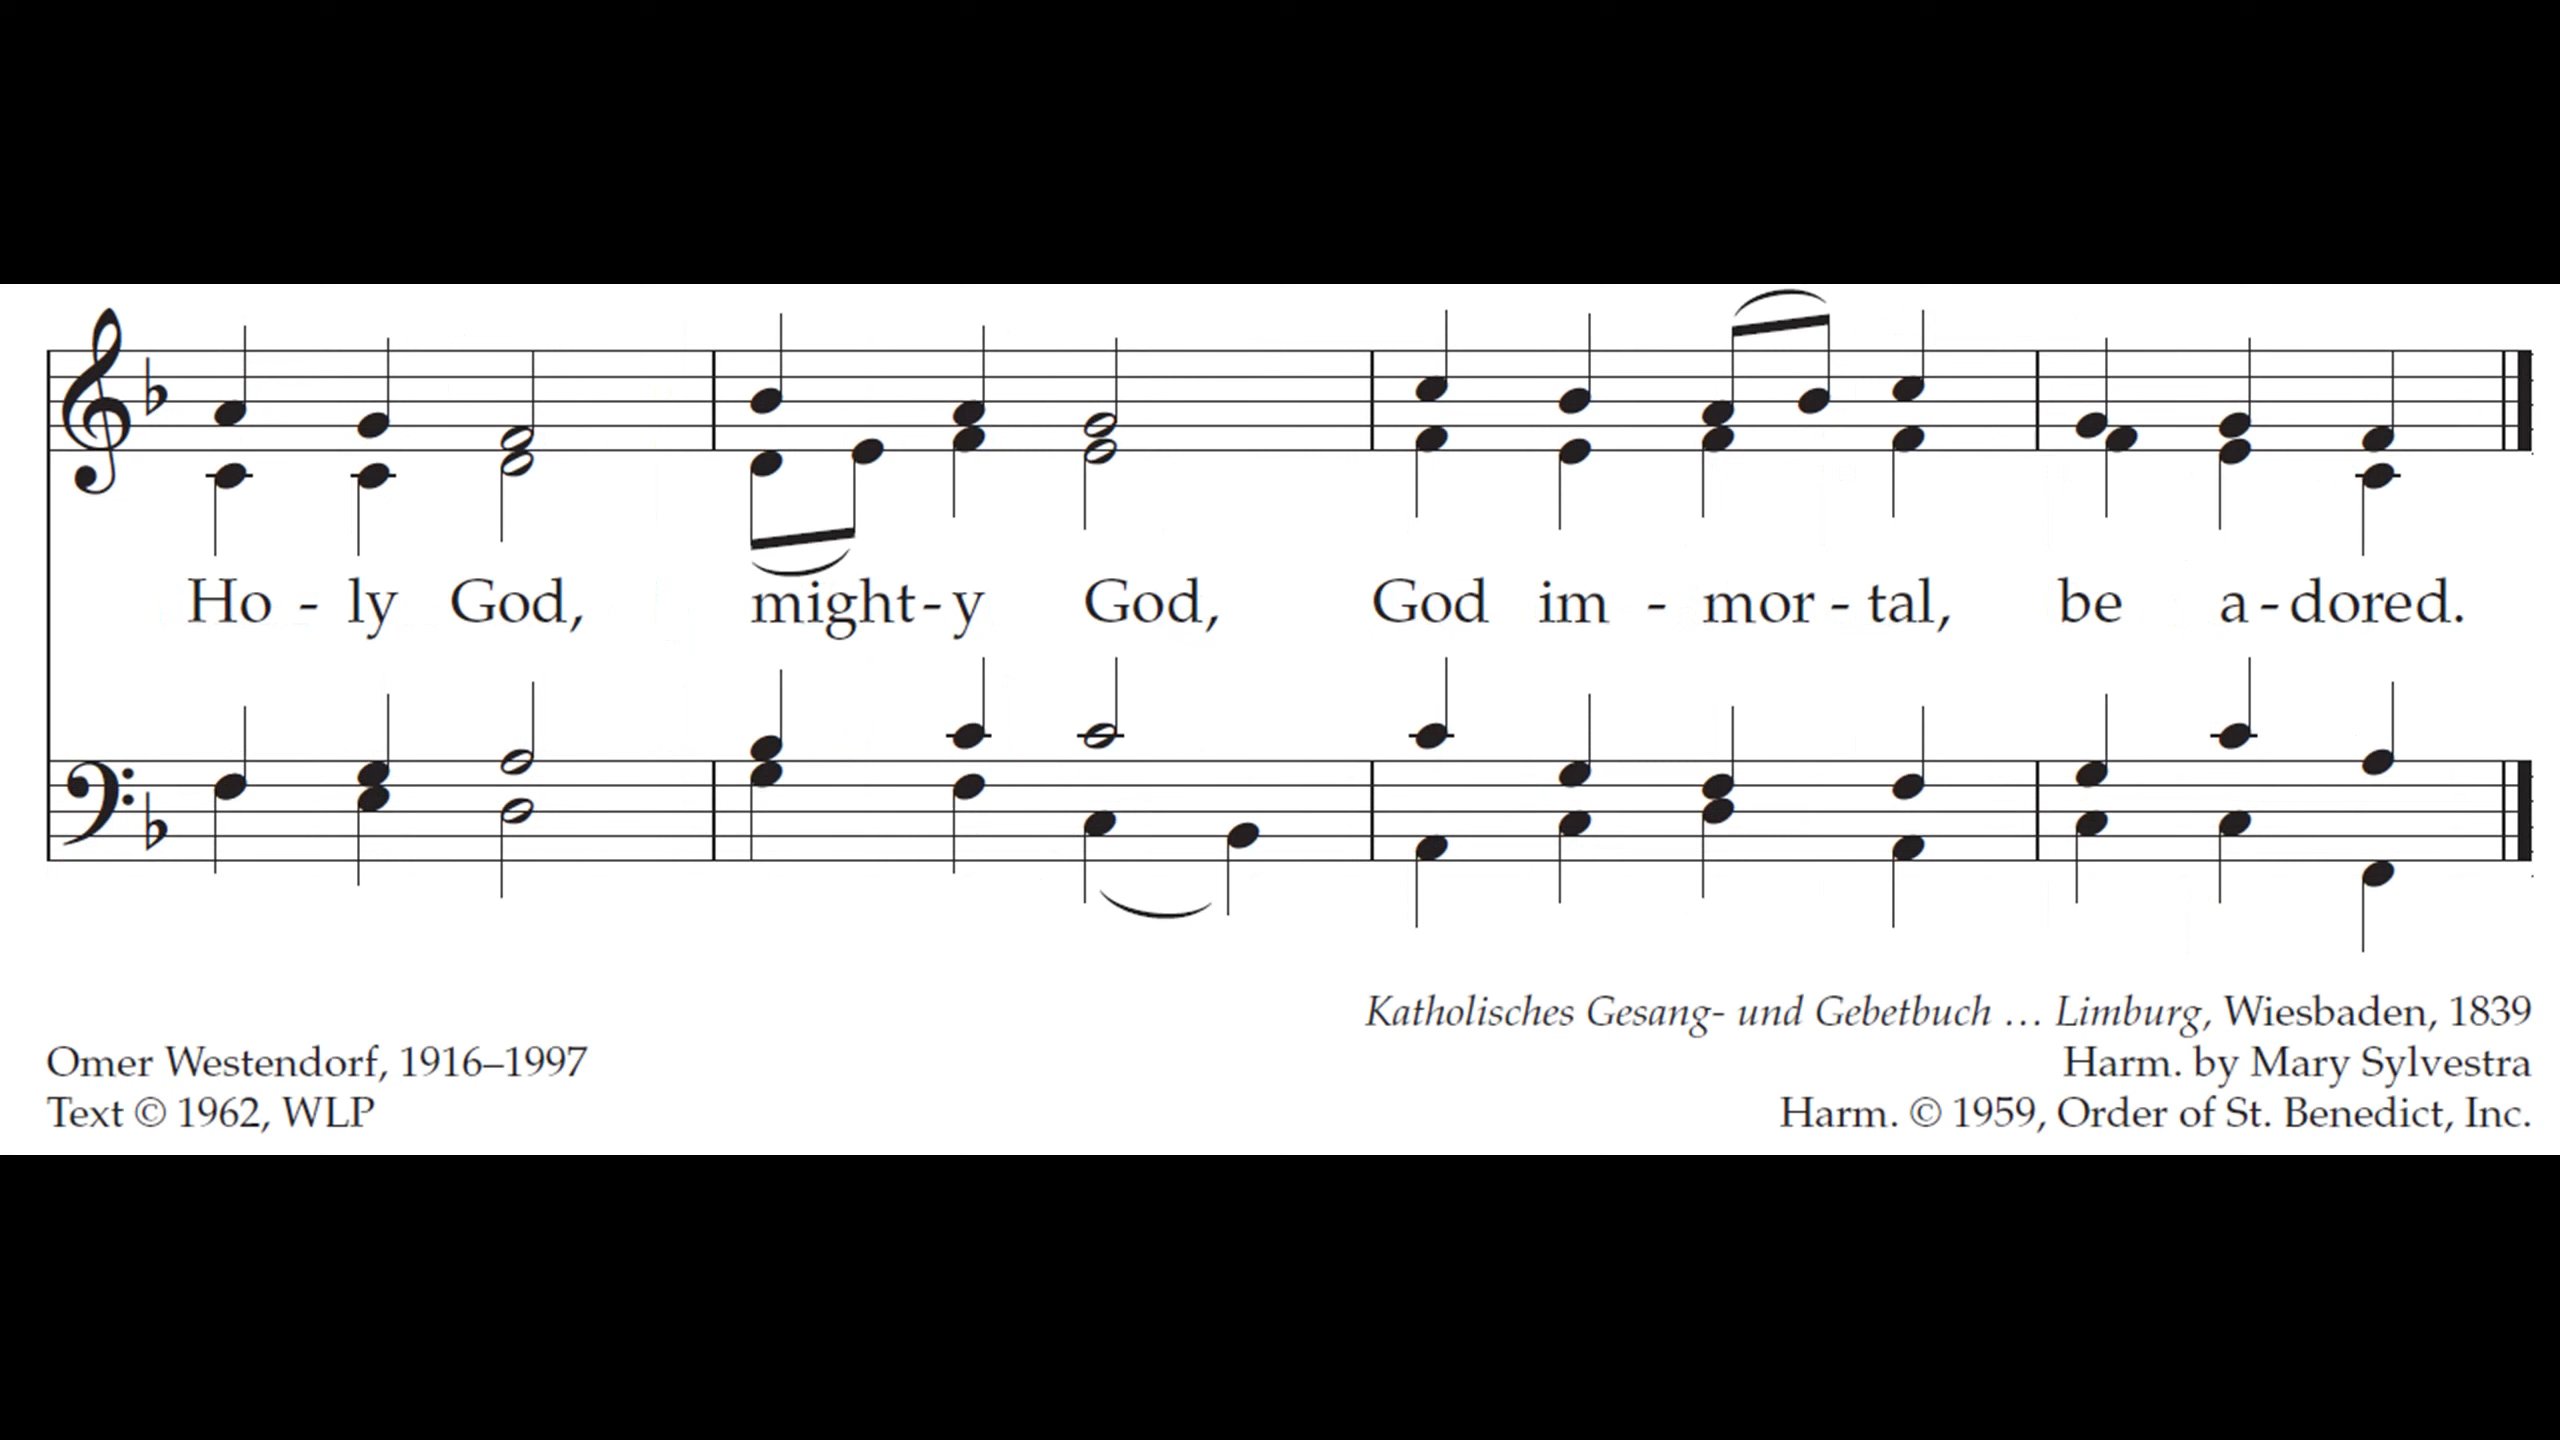 Ho - ly God, might - y God, God im - mor - tal, be a - dored.
Katholisches Gesang- und Gebetbuch … Limburg, Wiesbaden, 1839
Omer Westendorf, 1916–1997
Harm. by Mary Sylvestra
Text © 1962, WLP
Harm. © 1959, Order of St. Benedict, Inc.